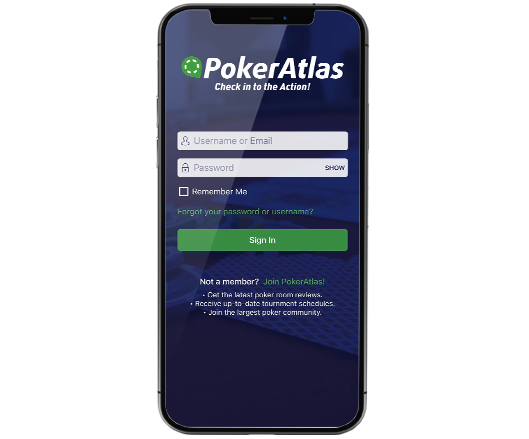 PokerAtlas
Check in to the Action!
Username or Email
Password SHOW
Remember Me
Forgot your password or username?
Sign In
Not a member? Join PokerAtlas!
• Get the latest poker room reviews.
• Receive up-to-date tournment schedules.
• Join the largest poker community.